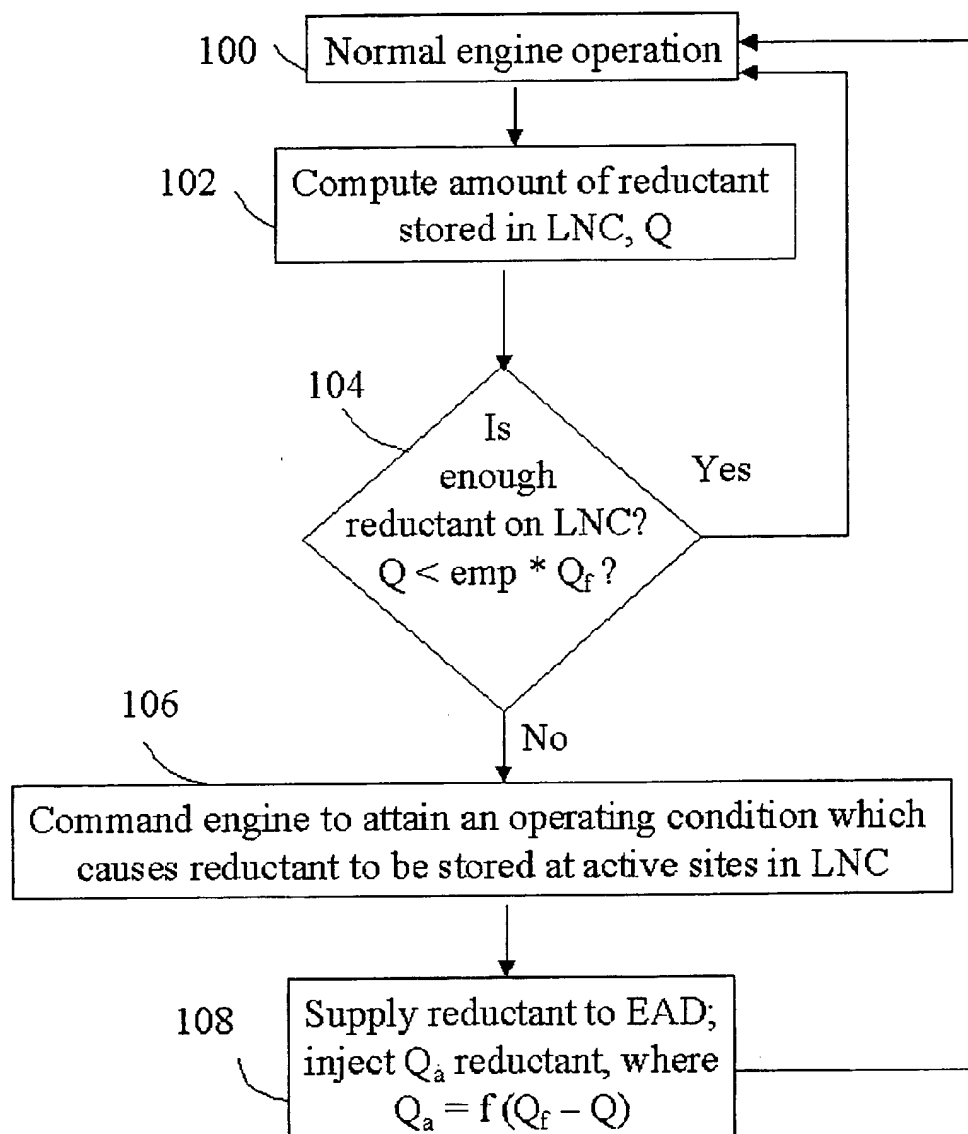 100
Normal engine operation
102
Compute amount of reductant
stored in LNC, Q
104
Is
enough
reductant on LNC?
Q < emp * Qf ?
Yes
106
No
Command engine to attain an operating condition which
causes reductant to be stored at active sites in LNC
108
Supply reductant to EAD;
inject Qa reductant, where
Qa = f (Qf – Q)